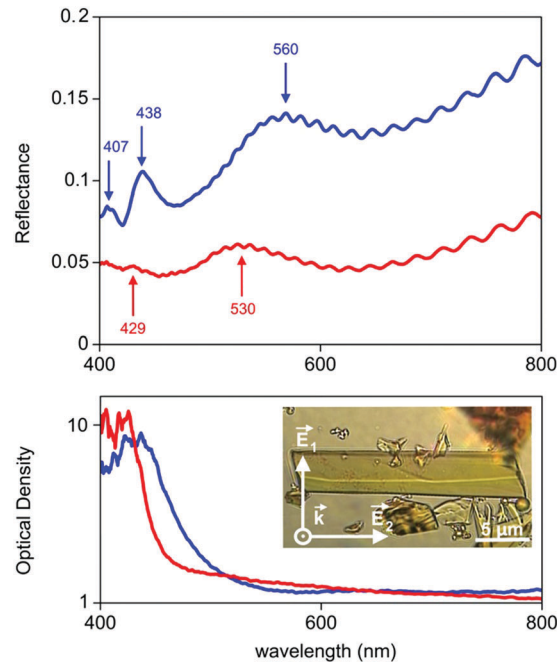 0.2
0.15
0.1
0.05
0
Reflectance
407
438
560
429
530
400
600
800
10
1
Optical Density
E₁
k
E₂
5 µm
400
600
800
wavelength (nm)